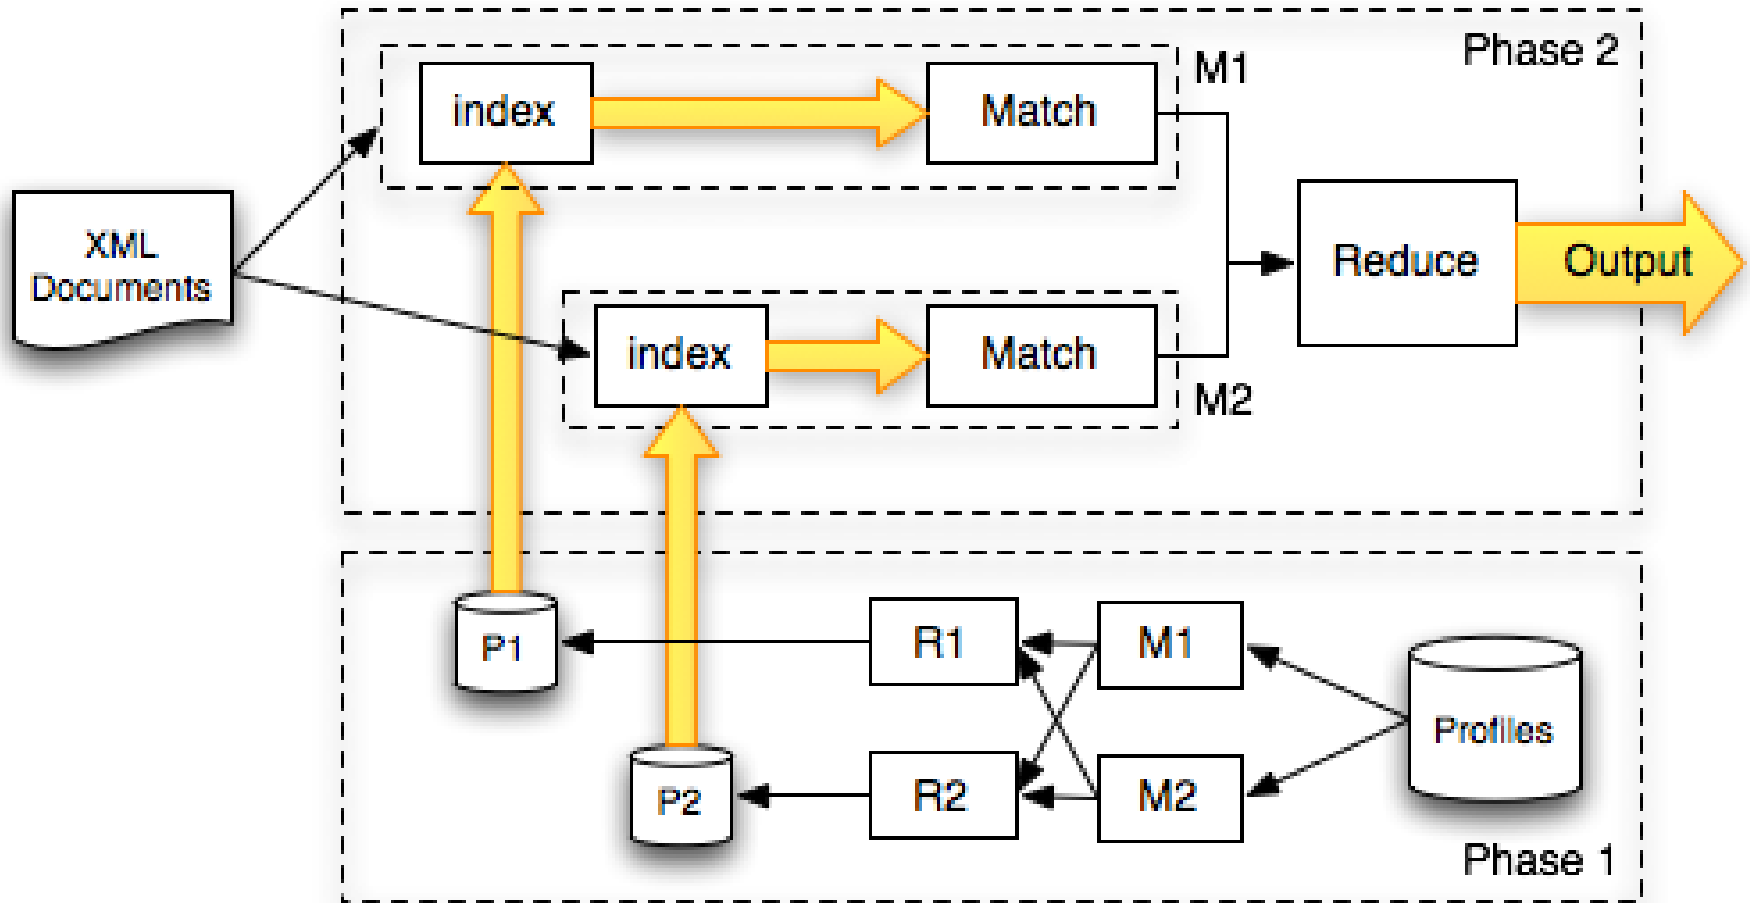 Phase 2
M1
index
Match
XML
Documents
Reduce
Output
index
Match
M2
P1
R1
M1
Profiles
P2
R2
M2
Phase 1